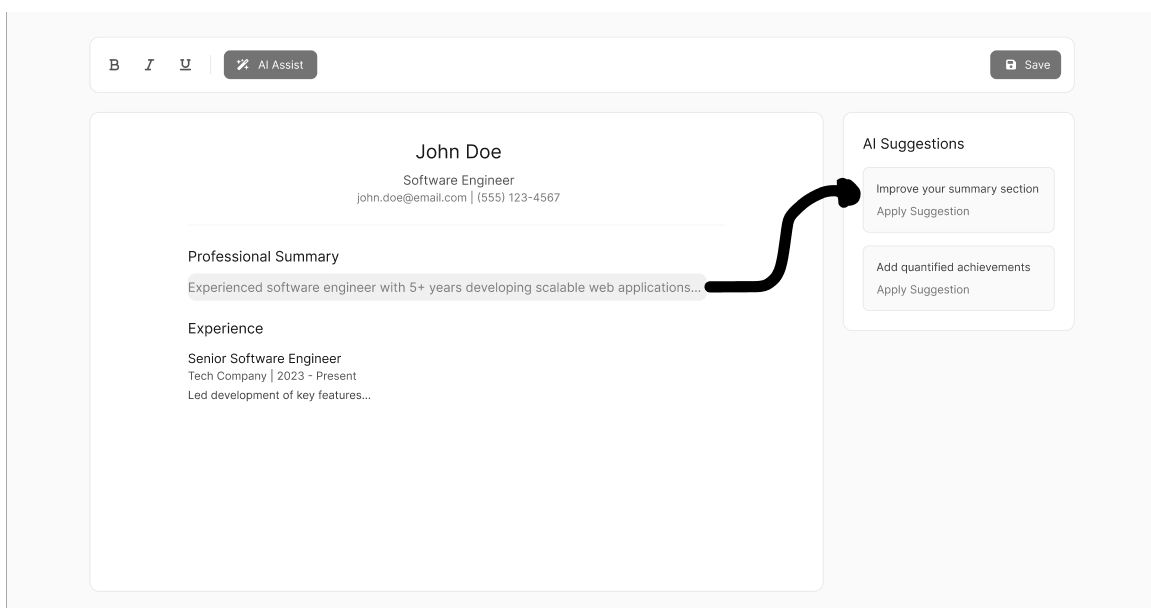 B I U AI Assist Save
John Doe
Software Engineer
john.doe@email.com | (555) 123-4567
Professional Summary
Experienced software engineer with 5+ years developing scalable web applications...
Experience
Senior Software Engineer
Tech Company | 2023 - Present
Led development of key features...
AI Suggestions
Improve your summary section
Apply Suggestion
Add quantified achievements
Apply Suggestion